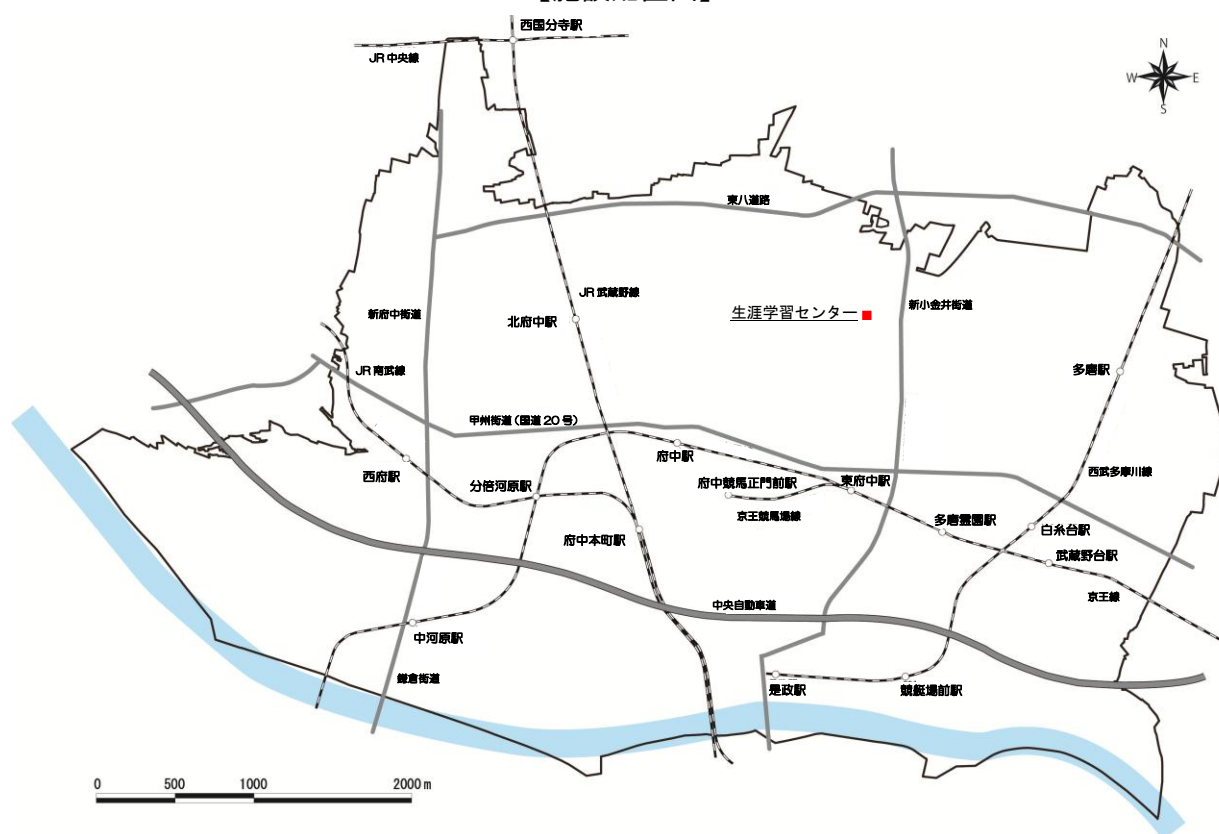 【施設配置図】
西国分寺駅
JR中央線
N
W
E
S
東八道路
JR武蔵野線
新府中街道
北府中駅
生涯学習センター
新小金井街道
JR南武線
多磨駅
甲州街道(国道20号)
府中駅
西府駅
分倍河原駅
府中競馬正門前駅
東府中駅
西武多摩川線
京王競馬場線
府中本町駅
多磨霊園駅
白糸台駅
武蔵野台駅
京王線
中央自動車道
中河原駅
鎌倉街道
是政駅
競艇場前駅
0 500 1000 2000m